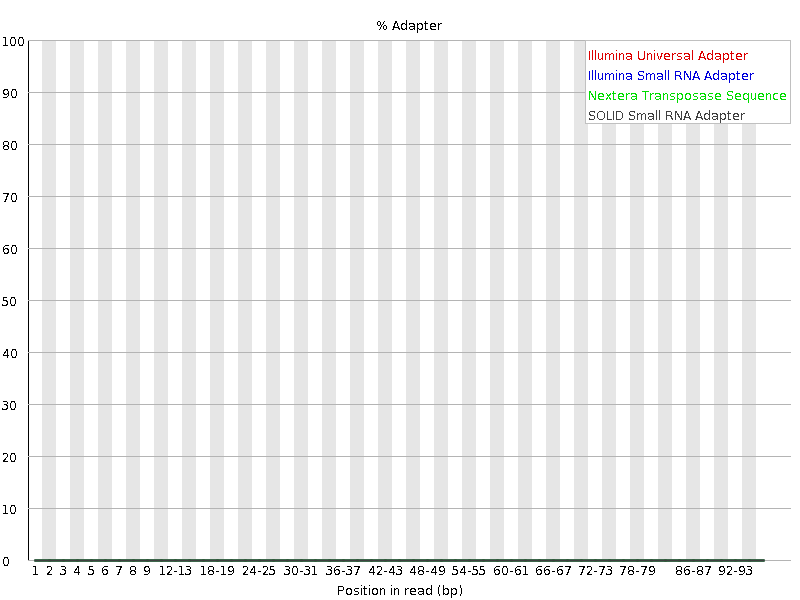 % Adapter
100
90
80
70
60
50
40
30
20
10
0
Illumina Universal Adapter
Illumina Small RNA Adapter
Nextera Transposase Sequence
SOLID Small RNA Adapter
1 2 3 4 5 6 7 8 9 12-13 18-19 24-25 30-31 36-37 42-43 48-49 54-55 60-61 66-67 72-73 78-79 86-87 92-93
Position in read (bp)